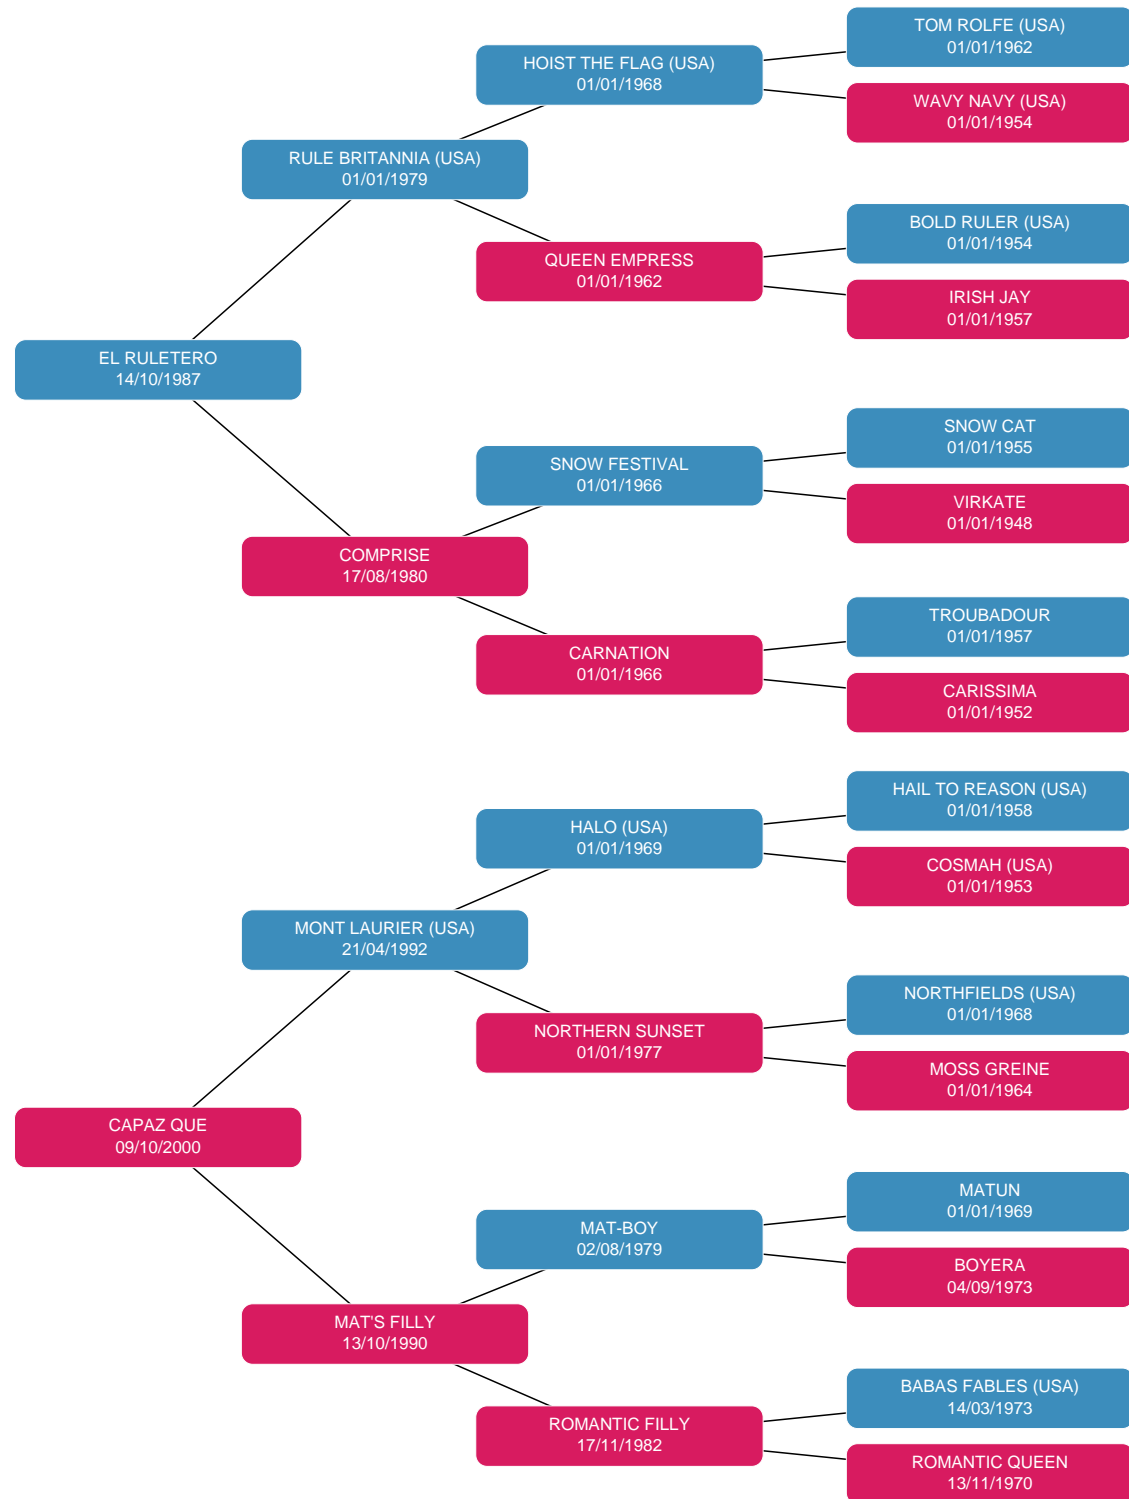 TOM ROLFE (USA)
01/01/1962
HOIST THE FLAG (USA)
01/01/1968
WAVY NAVY (USA)
01/01/1954
RULE BRITANNIA (USA)
01/01/1979
BOLD RULER (USA)
01/01/1954
QUEEN EMPRESS
01/01/1962
IRISH JAY
01/01/1957
EL RULETERO
14/10/1987
SNOW CAT
01/01/1955
SNOW FESTIVAL
01/01/1966
VIRKATE
01/01/1948
COMPRISE
17/08/1980
TROUBADOUR
01/01/1957
CARNATION
01/01/1966
CARISSIMA
01/01/1952
HAIL TO REASON (USA)
01/01/1958
HALO (USA)
01/01/1969
COSMAH (USA)
01/01/1953
MONT LAURIER (USA)
21/04/1992
NORTHFIELDS (USA)
01/01/1968
NORTHERN SUNSET
01/01/1977
MOSS GREINE
01/01/1964
CAPAZ QUE
09/10/2000
MATUN
01/01/1969
MAT-BOY
02/08/1979
BOYERA
04/09/1973
MAT'S FILLY
13/10/1990
BABAS FABLES (USA)
14/03/1973
ROMANTIC FILLY
17/11/1982
ROMANTIC QUEEN
13/11/1970